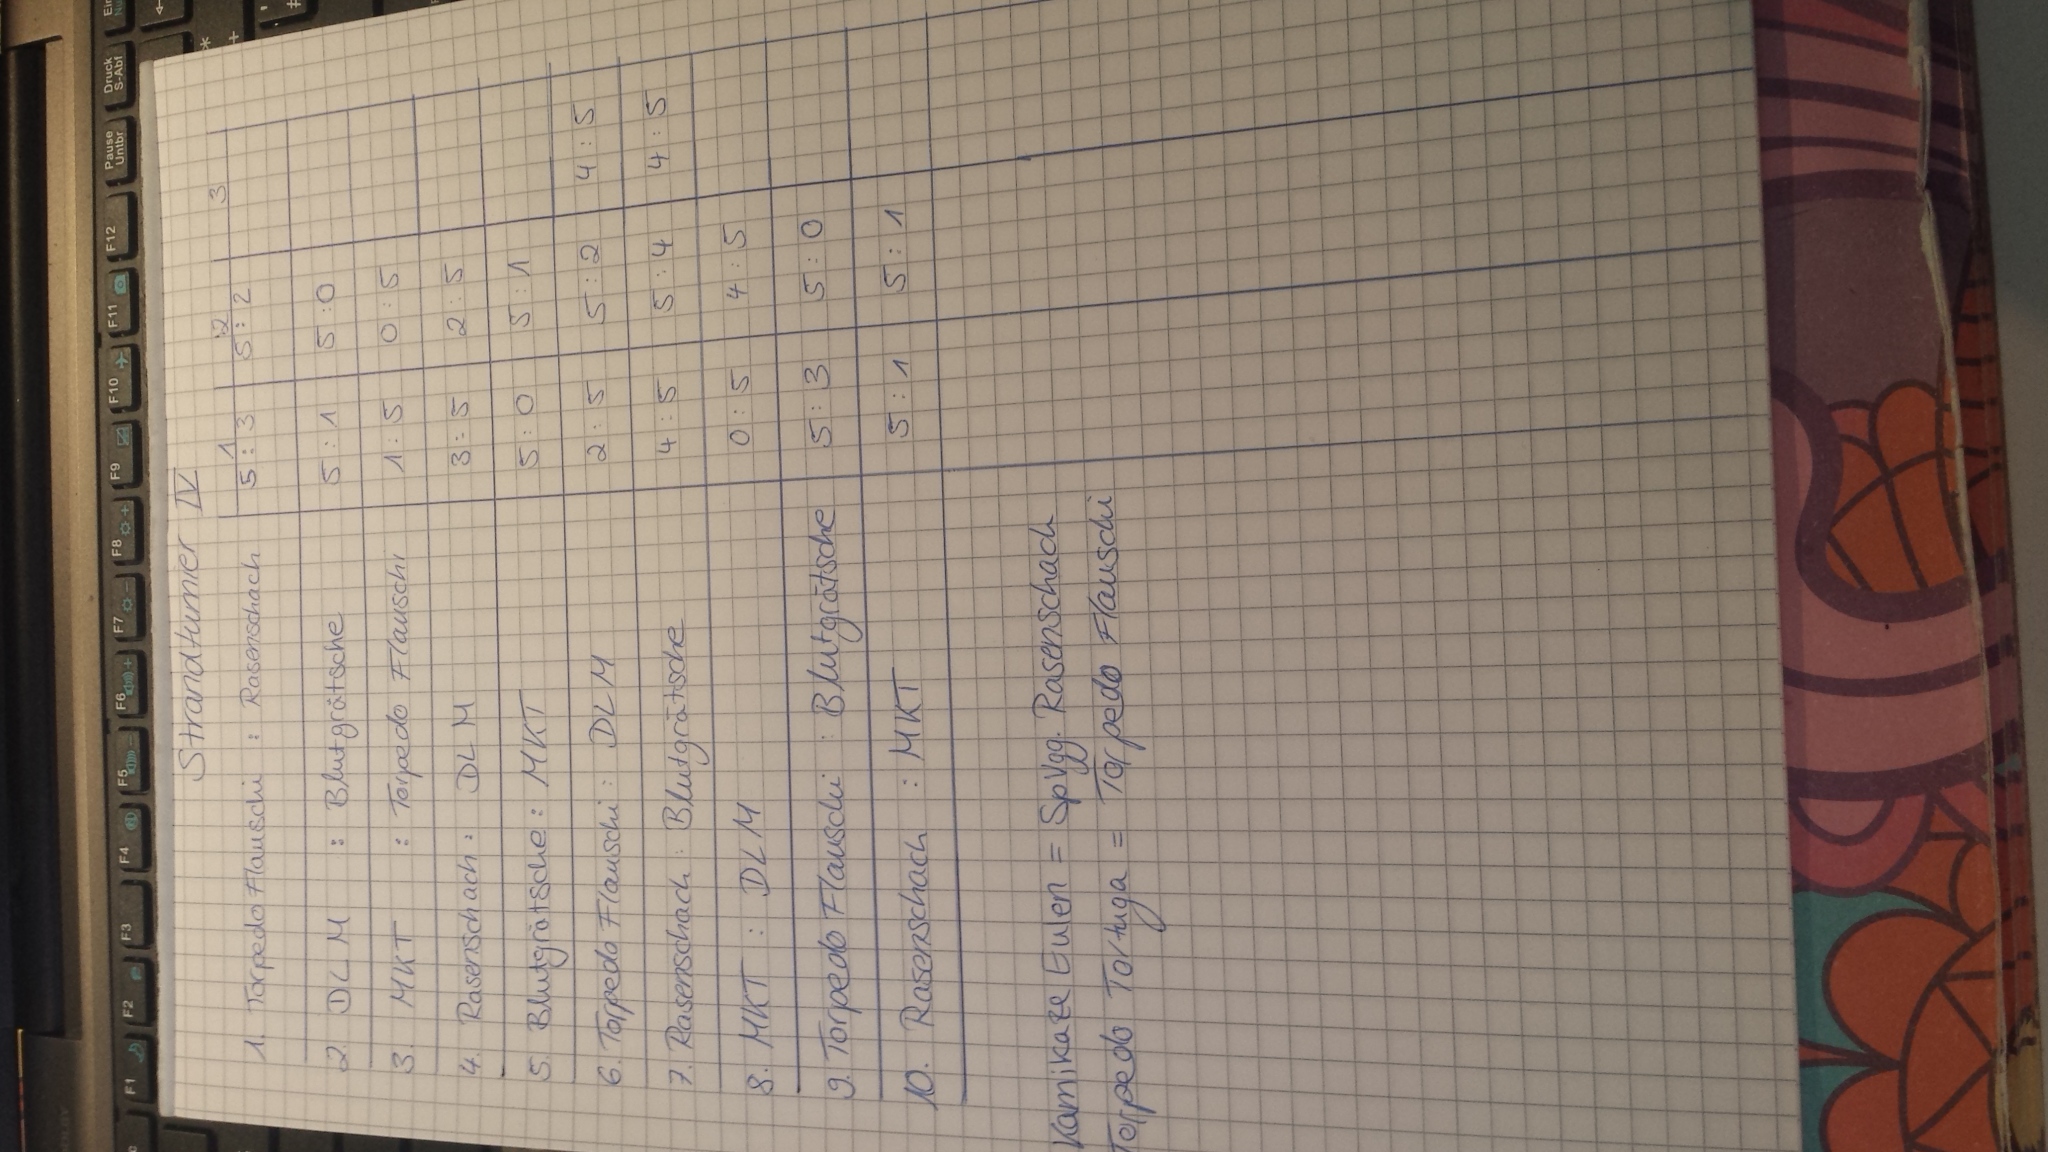 F1 F2 F3 F4 F5 F6 F7 F8 F9 F10 F11 F12 Pause Untbr Druck S-Abf
Strandturnier IV
1 2 3
1. Torpedo Flauschi : Rasenschach 5 : 3 5 : 2
2. DLM : Blutgrätsche 5 : 1 5 : 0
3. MKT : Torpedo Flauschi 1 : 5 0 : 5
4. Rasenschach : DLM 3 : 5 2 : 5
5. Blutgrätsche : MKT 5 : 0 5 : 1
6. Torpedo Flauschi : DLM 2 : 5 5 : 2 4 : 5
7. Rasenschach : Blutgrätsche 4 : 5 5 : 4 4 : 5
8. MKT : DLM 0 : 5 4 : 5
9. Torpedo Flauschi : Blutgrätsche 5 : 3 5 : 0
10. Rasenschach : MKT 5 : 1 5 : 1
Kamikaze Eulen = SpVgg. Rasenschach
Torpedo Tortuga = Torpedo Flauschi